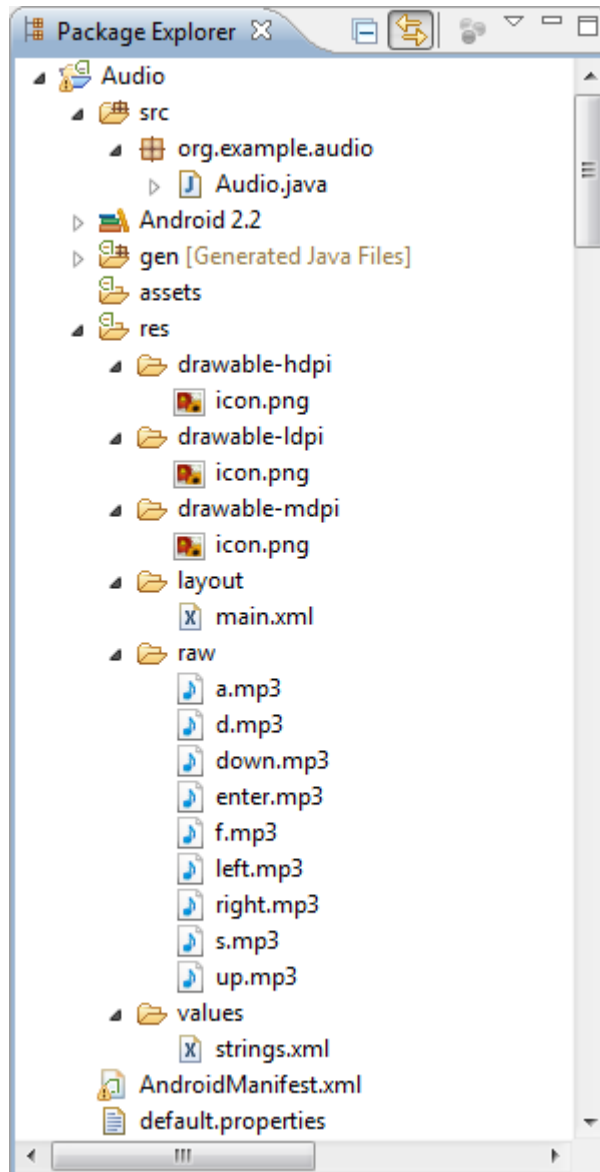 Package Explorer
Audio
src
org.example.audio
Audio.java
Android 2.2
gen [Generated Java Files]
assets
res
drawable-hdpi
icon.png
drawable-ldpi
icon.png
drawable-mdpi
icon.png
layout
main.xml
raw
a.mp3
d.mp3
down.mp3
enter.mp3
f.mp3
left.mp3
right.mp3
s.mp3
up.mp3
values
strings.xml
AndroidManifest.xml
default.properties